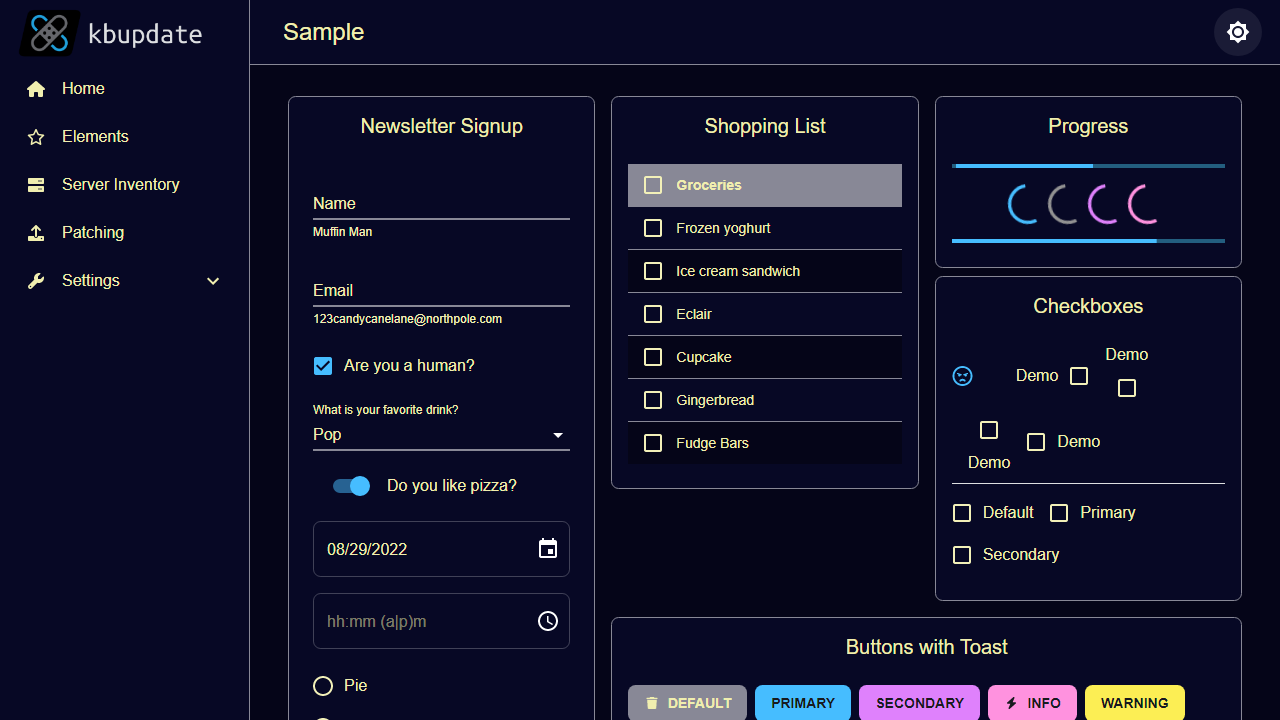 kbupdate
Home
Elements
Server Inventory
Patching
Settings
Sample
Newsletter Signup
Name
Muffin Man
Email
123candycanelane@northpole.com
Are you a human?
What is your favorite drink?
Pop
Do you like pizza?
08/29/2022
hh:mm (a|p)m
Pie
Shopping List
Groceries
Frozen yoghurt
Ice cream sandwich
Eclair
Cupcake
Gingerbread
Fudge Bars
Progress
Checkboxes
Demo
Demo
Demo
Demo
Default Primary
Secondary
Buttons with Toast
DEFAULT PRIMARY SECONDARY INFO WARNING